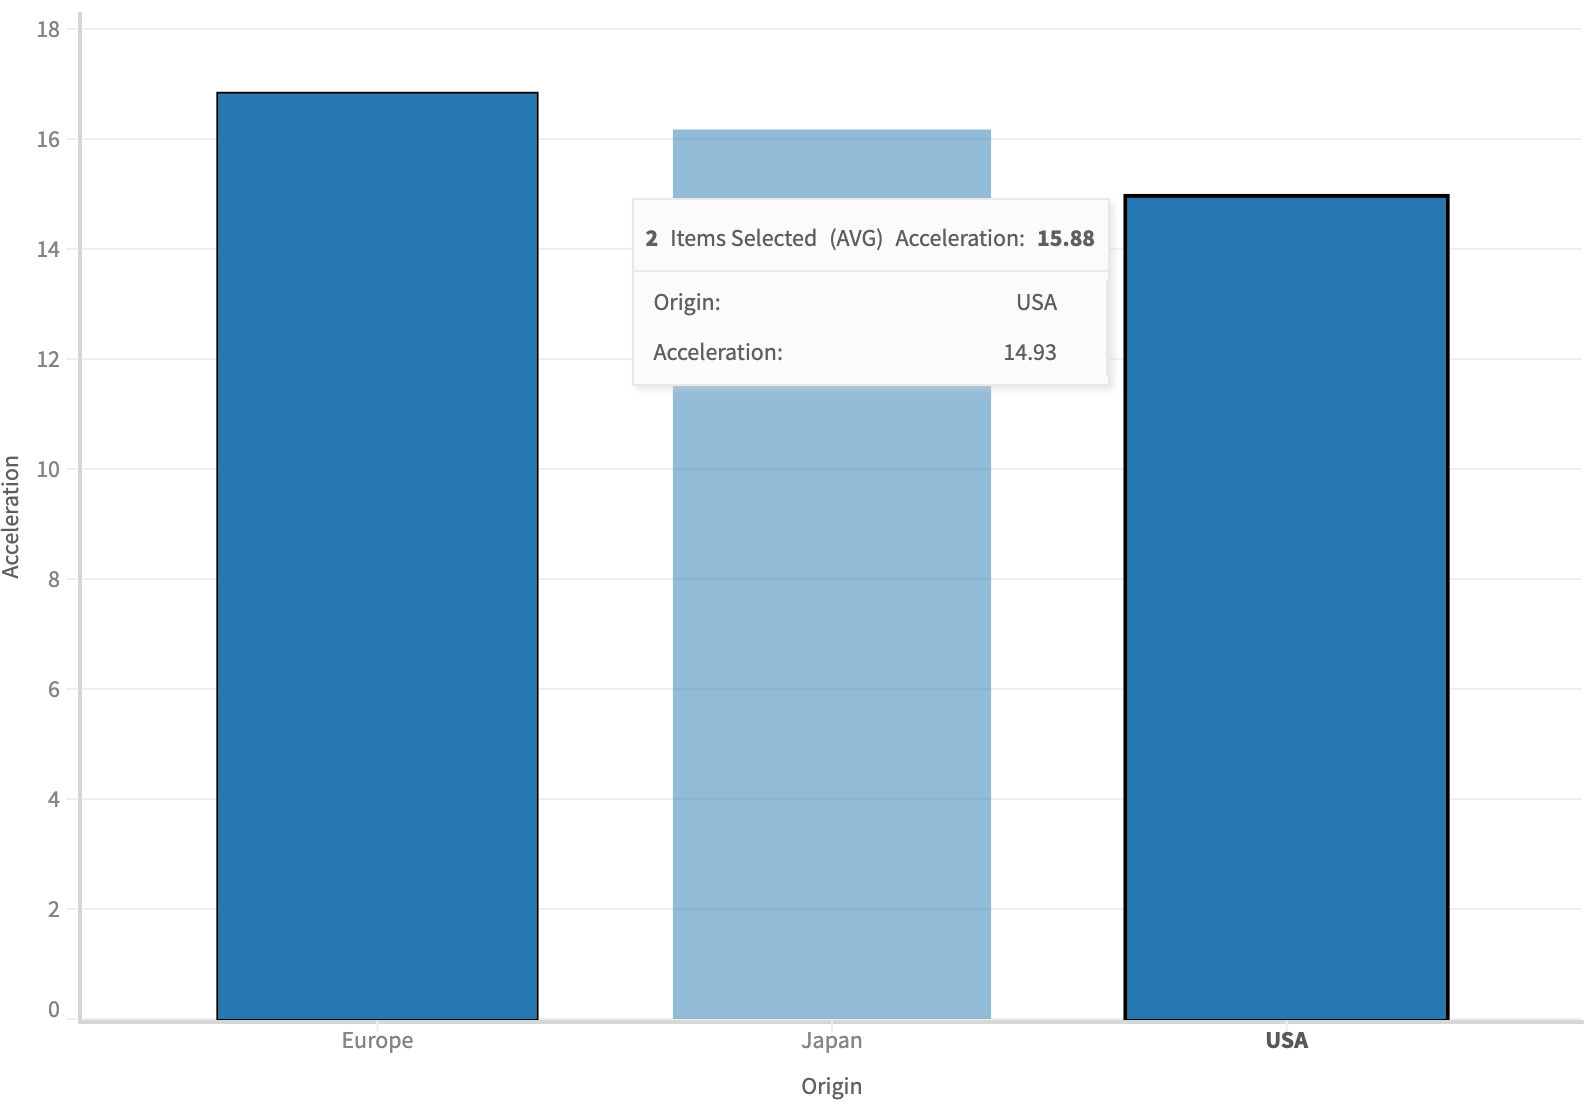 18
16
14
12
10
8
6
4
2
0
Acceleration
2 Items Selected (AVG) Acceleration: 15.88
Origin: USA
Acceleration: 14.93
Europe Japan USA
Origin